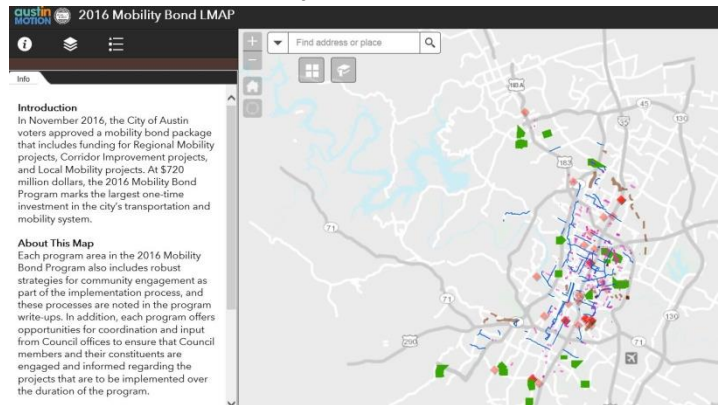 austin
MOTION
2016 Mobility Bond LMAP
Find address or place
Info
Introduction
In November 2016, the City of Austin
voters approved a mobility bond package
that includes funding for Regional Mobility
projects, Corridor Improvement projects,
and Local Mobility projects. At $720
million dollars, the 2016 Mobility Bond
Program marks the largest one-time
investment in the city's transportation and
mobility system.
About This Map
Each program area in the 2016 Mobility
Bond Program also includes robust
strategies for community engagement as
part of the implementation process, and
these processes are noted in the program
write-ups. In addition, each program offers
opportunities for coordination and input
from Council offices to ensure that Council
members and their constituents are
engaged and informed regarding the
projects that are to be implemented over
the duration of the program.
183A
45
130
35
183
71
71
290
130
71